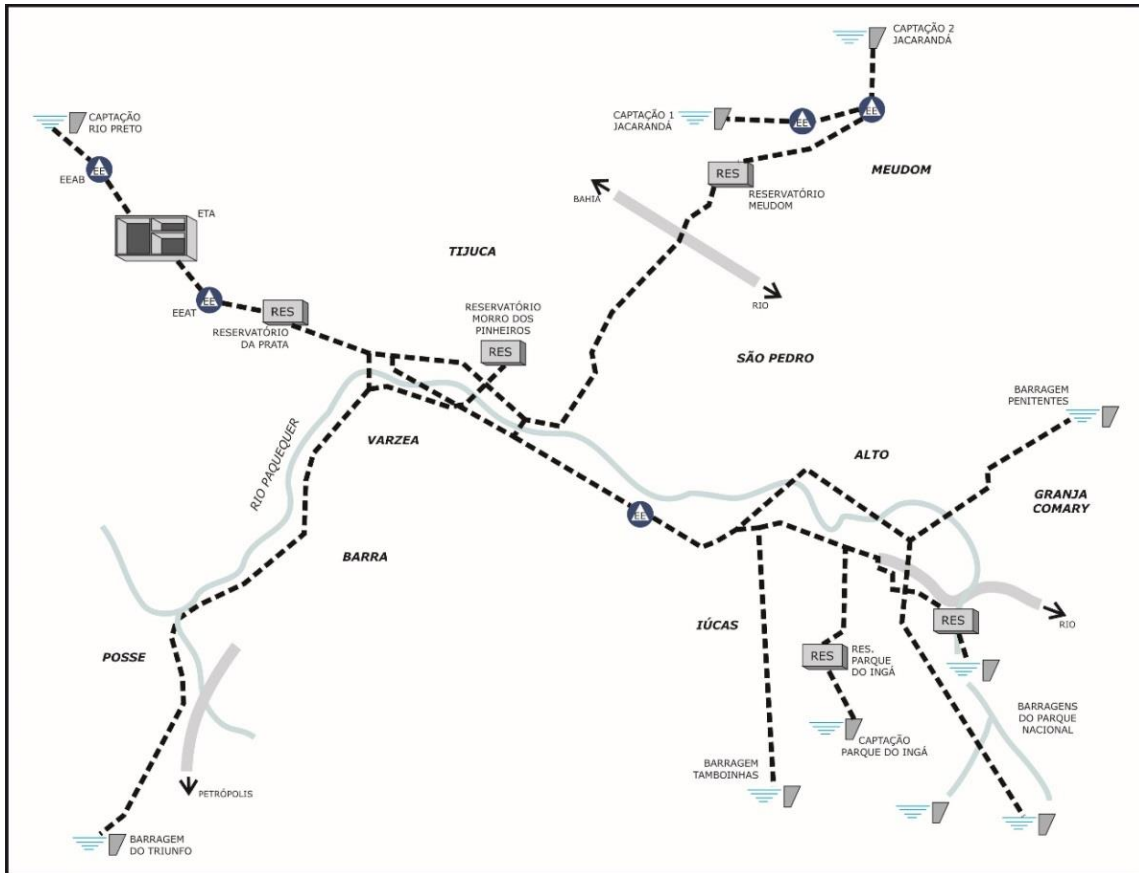 CAPTAÇÃO 2
JACARANDÁ
CAPTAÇÃO
RIO PRETO
CAPTAÇÃO 1
JACARANDÁ
EE
EE
EEAB
EE
RES
RESERVATÓRIO
MEUDOM
MEUDOM
BAHIA
ETA
TIJUCA
RIO
EEAT
EE
RES
RESERVATÓRIO
DA PRATA
RESERVATÓRIO
MORRO DOS
PINHEIROS
RES
SÃO PEDRO
BARRAGEM
PENITENTES
RIO PAQUEQUER
VARZEA
ALTO
GRANJA
COMARY
EE
BARRA
IÚCAS
RES
RIO
POSSE
RES
RES.
PARQUE
DO INGÁ
BARRAGENS
DO PARQUE
NACIONAL
CAPTAÇÃO
PARQUE DO INGÁ
BARRAGEM
TAMBOINHAS
PETRÓPOLIS
BARRAGEM
DO TRIUNFO